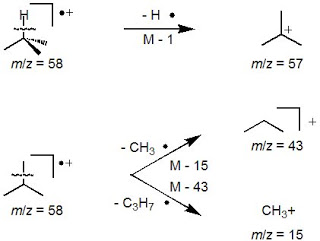 H
•+
- H •
M - 1
+
m/z = 58
m/z = 57
+
m/z = 43
- CH3 •
M - 15
•+
M - 43
- C3H7 •
m/z = 58
CH3+
m/z = 15